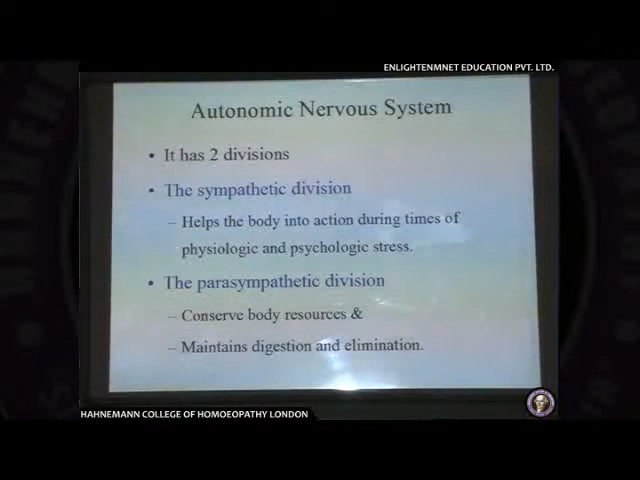 ENLIGHTENMNET EDUCATION PVT. LTD.
Autonomic Nervous System
• It has 2 divisions
• The sympathetic division
– Helps the body into action during times of
physiologic and psychologic stress.
• The parasympathetic division
– Conserve body resources &
– Maintains digestion and elimination.
HAHNEMANN COLLEGE OF HOMOEOPATHY LONDON